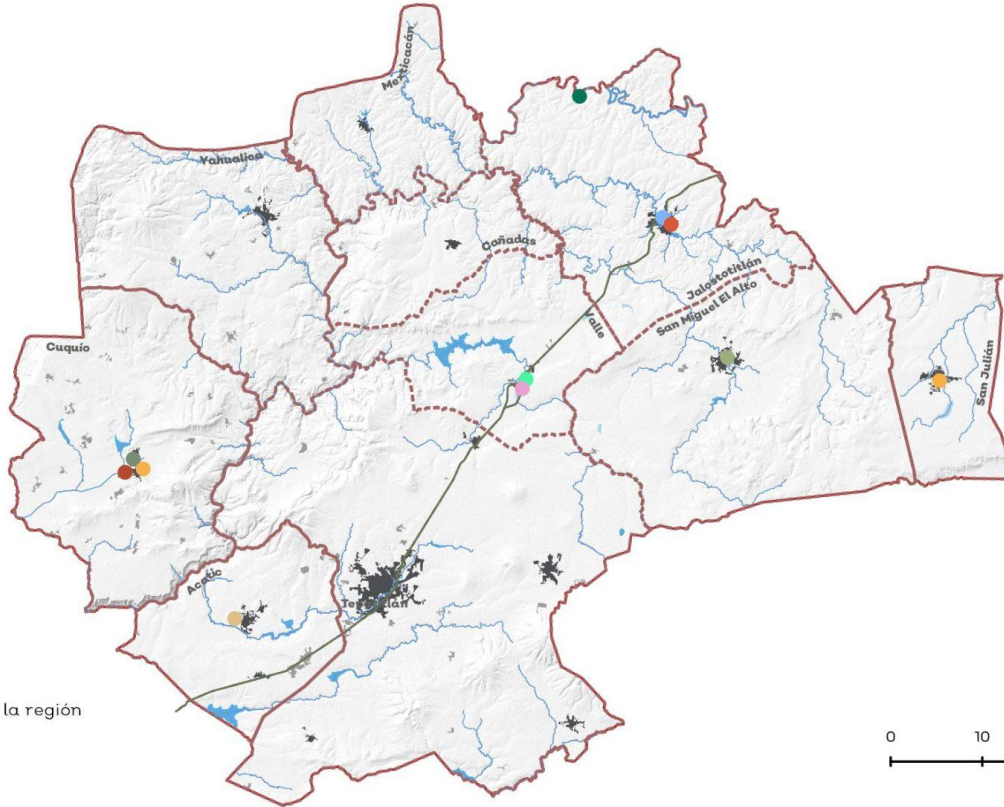 Mexticacán
Yahualica
Cañadas
Jalostotitlán
San Miguel El Alto
Valle
Cuquío
San Julián
Acatic
la región
0 10